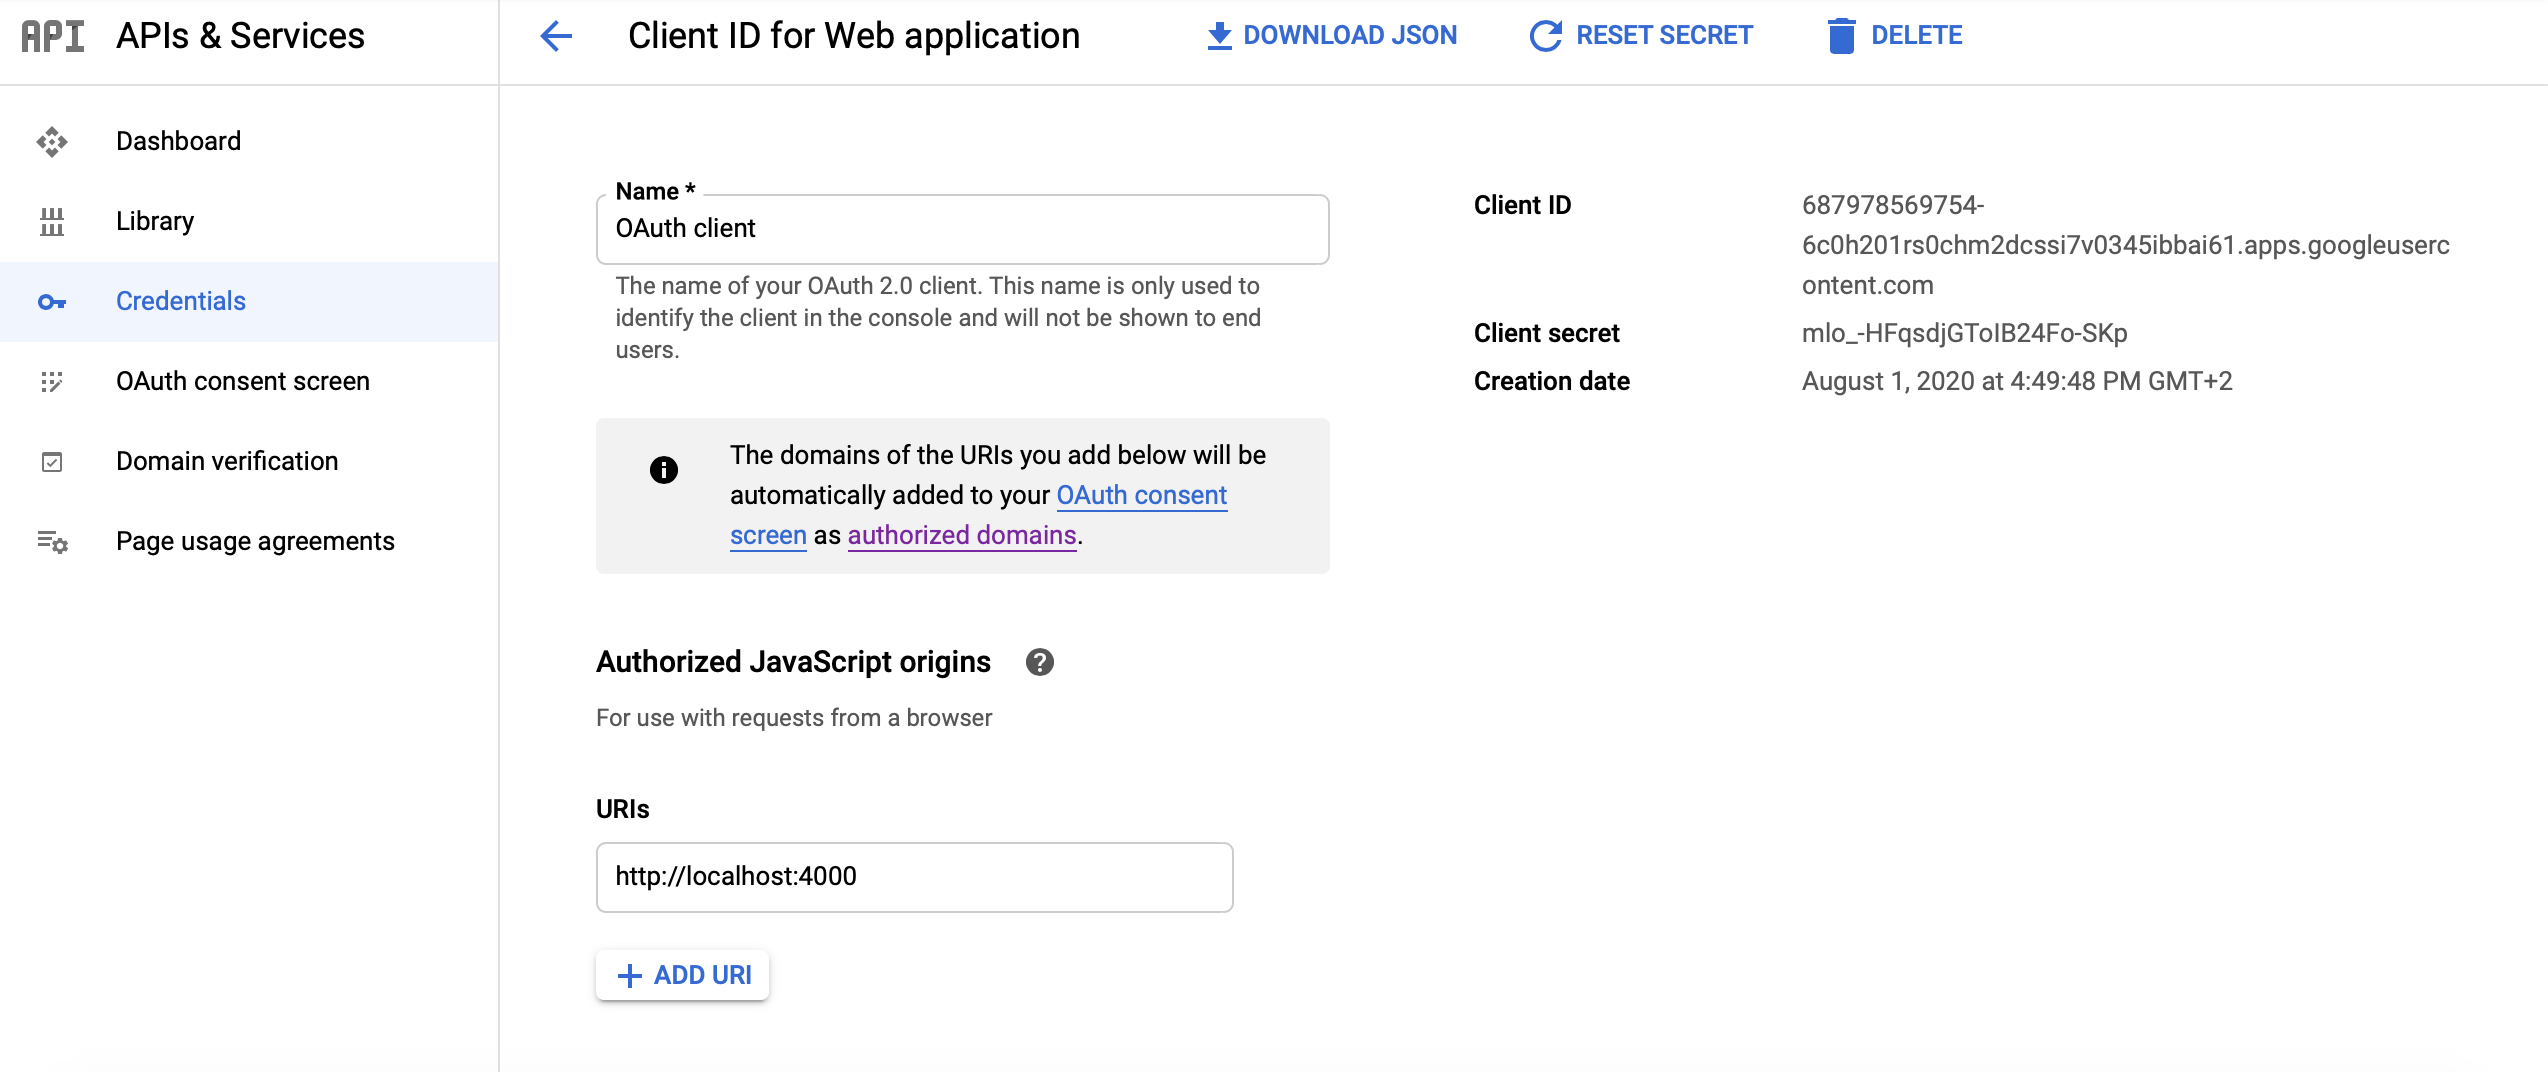 API APIs & Services
Client ID for Web application
DOWNLOAD JSON
RESET SECRET
DELETE
Dashboard
Library
Credentials
OAuth consent screen
Domain verification
Page usage agreements
Name *
OAuth client
The name of your OAuth 2.0 client. This name is only used to
identify the client in the console and will not be shown to end
users.
The domains of the URIs you add below will be
automatically added to your OAuth consent
screen as authorized domains.
Authorized JavaScript origins
For use with requests from a browser
URIs
http://localhost:4000
ADD URI
Client ID
687978569754-
6c0h201rs0chm2dcssi7v0345ibbai61.apps.googleuserc
ontent.com
Client secret
mlo_-HFqsdjGToIB24Fo-SKp
Creation date
August 1, 2020 at 4:49:48 PM GMT+2